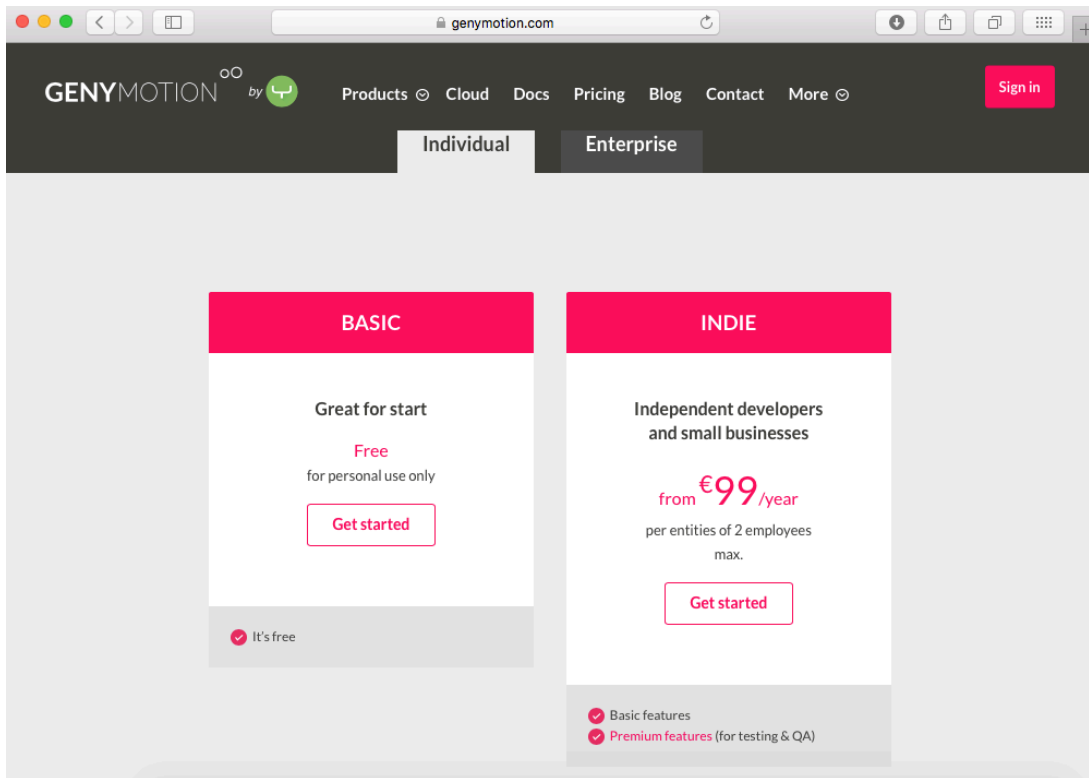 genymotion.com
GENYMOTION by
Products Cloud Docs Pricing Blog Contact More
Sign in
Individual Enterprise
BASIC
Great for start
Free
for personal use only
Get started
It's free
INDIE
Independent developers
and small businesses
from €99/year
per entities of 2 employees
max.
Get started
Basic features
Premium features (for testing & QA)